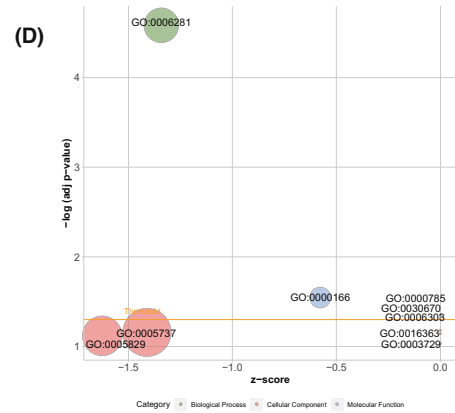 (D)
GO:0006281
4
3
−log (adj p−value)
2
GO:0000166
GO:0000785
GO:0030670
GO:0006303
GO:0005737
GO:0016363
GO:0005829
GO:0003729
1
−1.5
−1.0
−0.5
0.0
z−score
Category
Biological Process
Cellular Component
Molecular Function